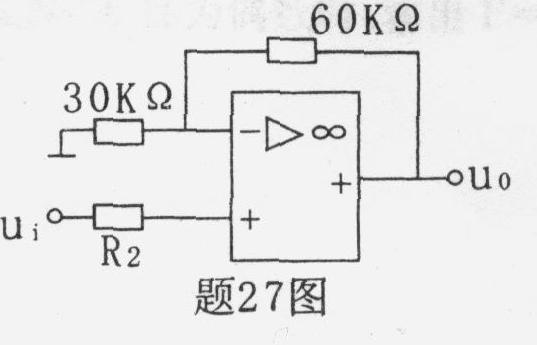 60KΩ
30KΩ
- ▷ ∞
+ u₀
uᵢ +
R₂
题27图